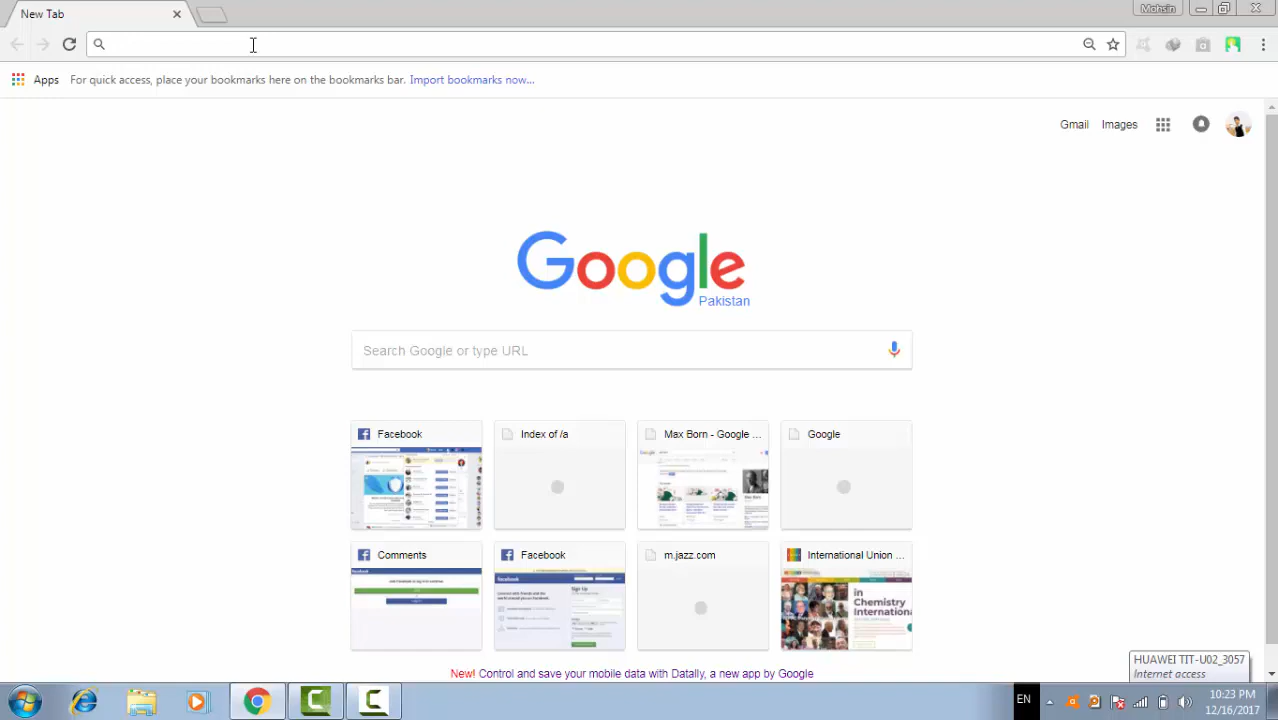 New Tab
Mohsin
Apps For quick access, place your bookmarks here on the bookmarks bar. Import bookmarks now...
Gmail Images
Google
Pakistan
Search Google or type URL
Facebook
Index of /a
Max Born - Google ...
Google
Comments
Facebook
m.jazz.com
International Union ...
in
Chemistry
Internationa
New! Control and save your mobile data with Datally, a new app by Google
HUAWEI TIT-U02_3057
Internet access
EN
10:23 PM
12/16/2017